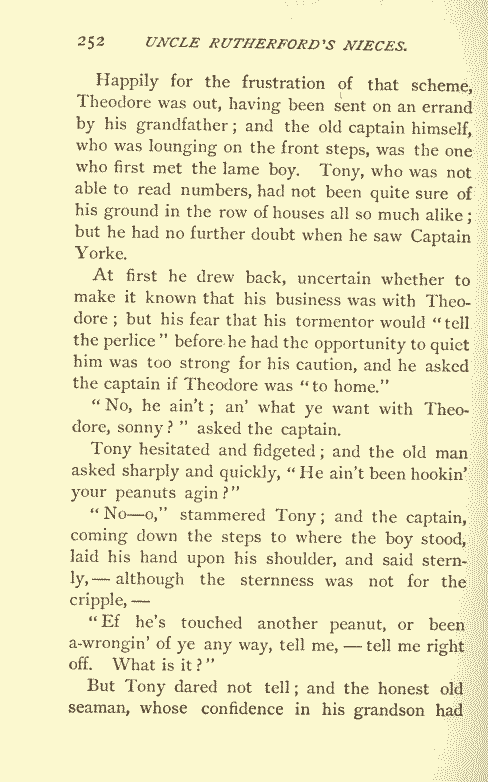 252 UNCLE RUTHERFORD'S NIECES.
Happily for the frustration of that scheme,
Theodore was out, having been sent on an errand
by his grandfather; and the old captain himself,
who was lounging on the front steps, was the one
who first met the lame boy. Tony, who was not
able to read numbers, had not been quite sure of
his ground in the row of houses all so much alike;
but he had no further doubt when he saw Captain
Yorke.
At first he drew back, uncertain whether to
make it known that his business was with Theo-
dore; but his fear that his tormentor would "tell
the perlice" before he had the opportunity to quiet
him was too strong for his caution, and he asked
the captain if Theodore was "to home."
"No, he ain't; an' what ye want with Theo-
dore, sonny?" asked the captain.
Tony hesitated and fidgeted; and the old man
asked sharply and quickly, "He ain't been hookin'
your peanuts agin?"
"No—o," stammered Tony; and the captain,
coming down the steps to where the boy stood,
laid his hand upon his shoulder, and said stern-
ly,— although the sternness was not for the
cripple,—
"Ef he's touched another peanut, or been
a-wrongin' of ye any way, tell me,—tell me right
off. What is it?"
But Tony dared not tell; and the honest old
seaman, whose confidence in his grandson had